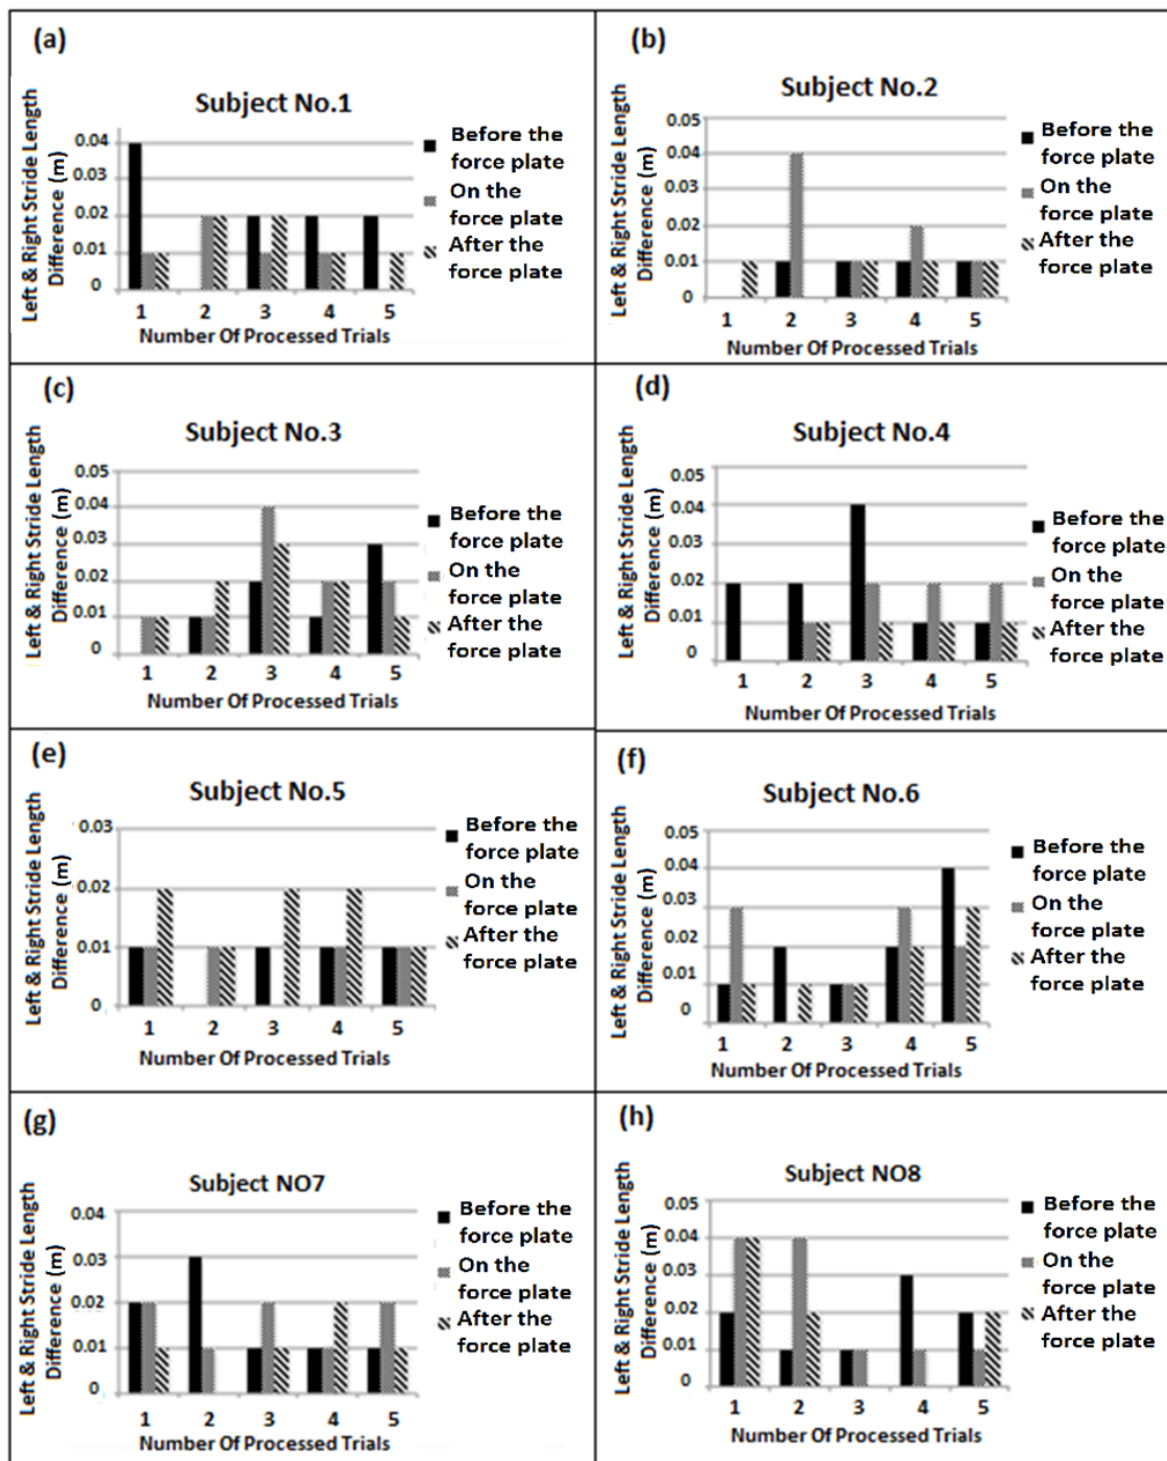 (a)
Subject No.1
Left & Right Stride Length
Difference (m)
0.04
0.03
0.02
0.01
0
1 2 3 4 5
Number Of Processed Trials
Before the
force plate
On the
force plate
After the
force plate
(b)
Subject No.2
Left & Right Stride Length
Difference (m)
0.05
0.04
0.03
0.02
0.01
0
1 2 3 4 5
Number Of Processed Trials
Before the
force plate
On the
force plate
After the
force plate
(c)
Subject No.3
Left & Right Stride Length
Difference (m)
0.05
0.04
0.03
0.02
0.01
0
1 2 3 4 5
Number Of Processed Trials
Before the
force plate
On the
force plate
After the
force plate
(d)
Subject No.4
Left & Right Stride Length
Difference (m)
0.05
0.04
0.03
0.02
0.01
0
1 2 3 4 5
Number Of Processed Trials
Before the
force plate
On the
force plate
After the
force plate
(e)
Subject No.5
Left & Right Stride Length
Difference (m)
0.03
0.02
0.01
0
1 2 3 4 5
Number Of Processed Trials
Before the
force plate
On the
force plate
After the
force plate
(f)
Subject No.6
Left & Right Stride Length
Difference (m)
0.05
0.04
0.03
0.02
0.01
0
1 2 3 4 5
Number Of Processed Trials
Before the
force plate
On the
force plate
After the
force plate
(g)
Subject NO7
Left & Right Stride Length
Difference (m)
0.04
0.03
0.02
0.01
0
1 2 3 4 5
Number Of Processed Trials
Before the
force plate
On the
force plate
After the
force plate
(h)
Subject NO8
Left & Right Stride Length
Difference (m)
0.05
0.04
0.03
0.02
0.01
0
1 2 3 4 5
Number Of Processed Trials
Before the
force plate
On the
force plate
After the
force plate